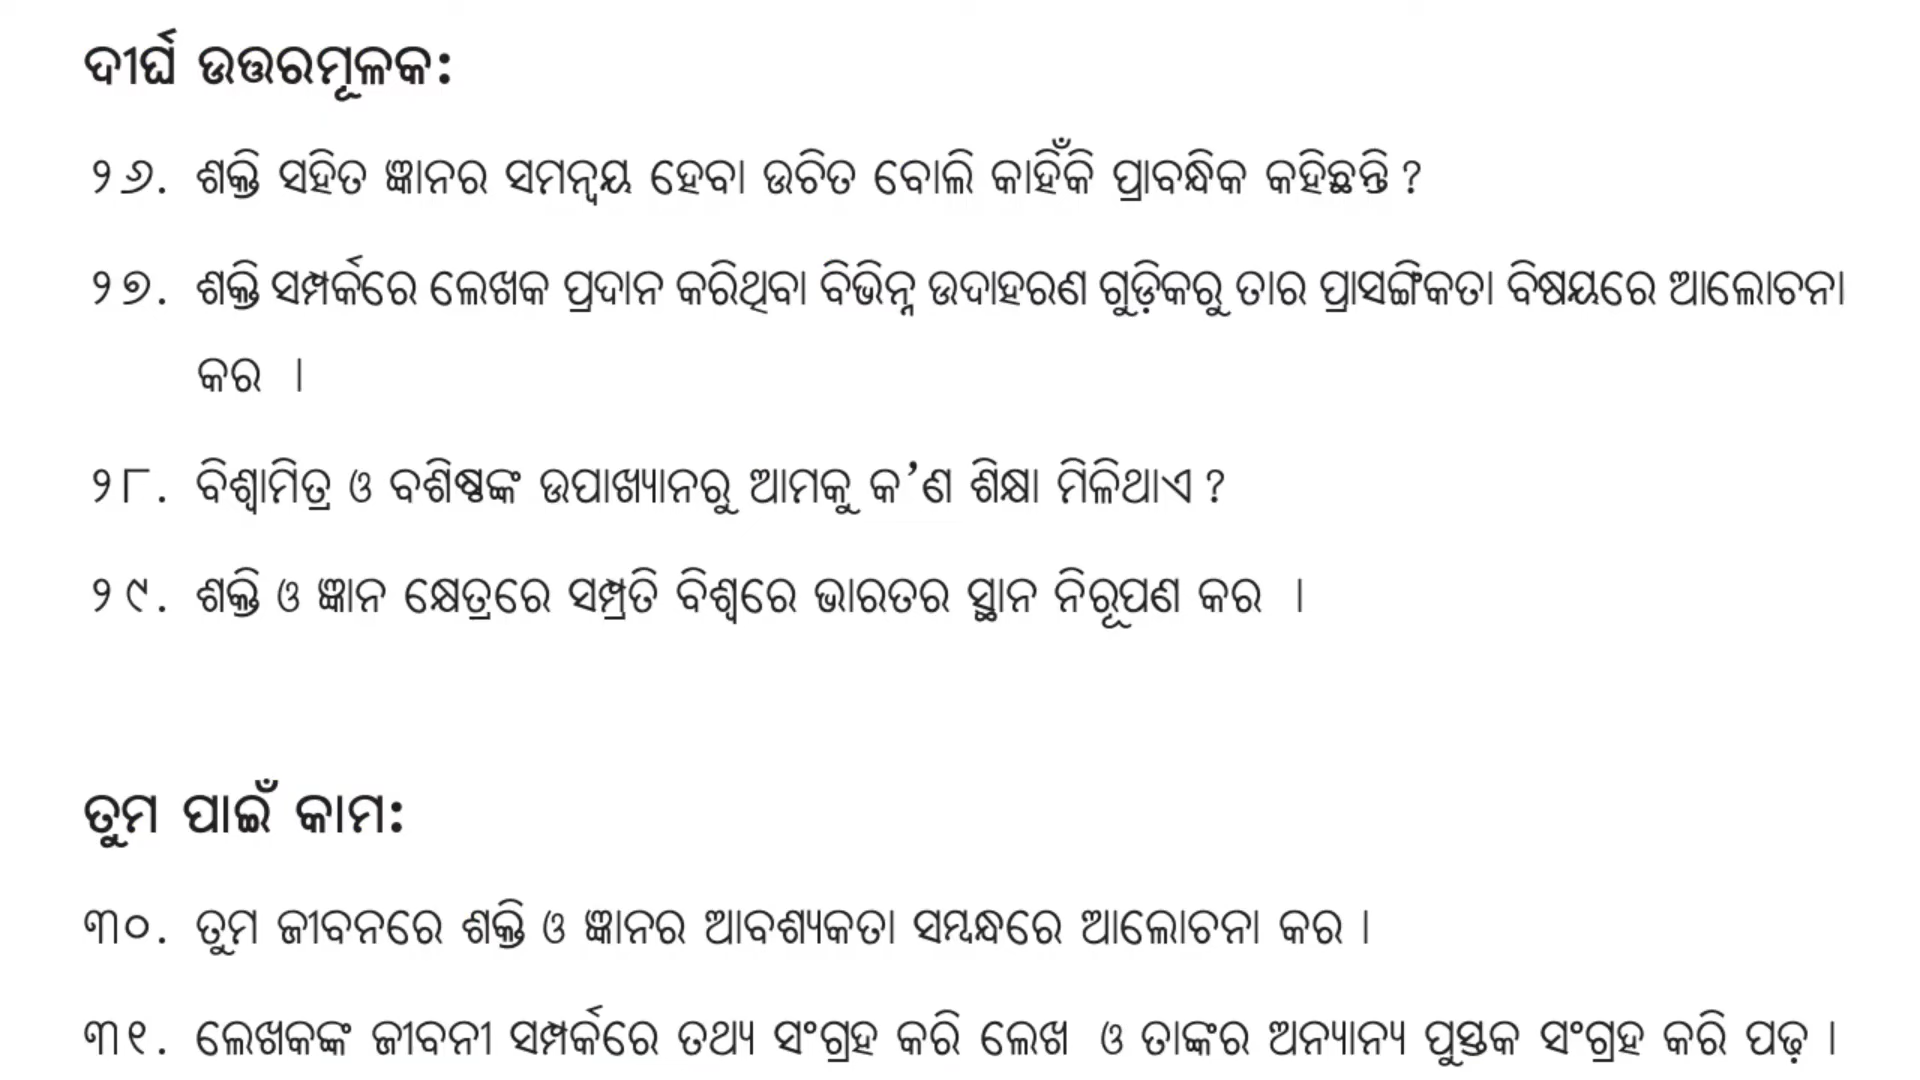 ଦୀର୍ଘ ଉତ୍ତରମୂଳକ:
୨୬. ଶକ୍ତି ସହିତ ଜ୍ଞାନର ସମନ୍ୱୟ ହେବା ଉଚିତ ବୋଲି କାହିଁକି ପ୍ରାବନ୍ଧିକ କହିଛନ୍ତି ?
୨୭. ଶକ୍ତି ସମ୍ପର୍କରେ ଲେଖକ ପ୍ରଦାନ କରିଥିବା ବିଭିନ୍ନ ଉଦାହରଣ ଗୁଡ଼ିକରୁ ତାର ପ୍ରାସଙ୍ଗିକତା ବିଷୟରେ ଆଲୋଚନା
କର ।
୨୮. ବିଶ୍ୱାମିତ୍ର ଓ ବଶିଷ୍ଠଙ୍କ ଉପାଖ୍ୟାନରୁ ଆମକୁ କ’ଣ ଶିକ୍ଷା ମିଳିଥାଏ ?
୨୯. ଶକ୍ତି ଓ ଜ୍ଞାନ କ୍ଷେତ୍ରରେ ସମ୍ପ୍ରତି ବିଶ୍ୱରେ ଭାରତର ସ୍ଥାନ ନିରୂପଣ କର ।
ତୁମ ପାଇଁ କାମ:
୩୦. ତୁମ ଜୀବନରେ ଶକ୍ତି ଓ ଜ୍ଞାନର ଆବଶ୍ୟକତା ସମ୍ବନ୍ଧରେ ଆଲୋଚନା କର ।
୩୧. ଲେଖକଙ୍କ ଜୀବନୀ ସମ୍ପର୍କରେ ତଥ୍ୟ ସଂଗ୍ରହ କରି ଲେଖ ଓ ତାଙ୍କର ଅନ୍ୟାନ୍ୟ ପୁସ୍ତକ ସଂଗ୍ରହ କରି ପଢ଼ ।